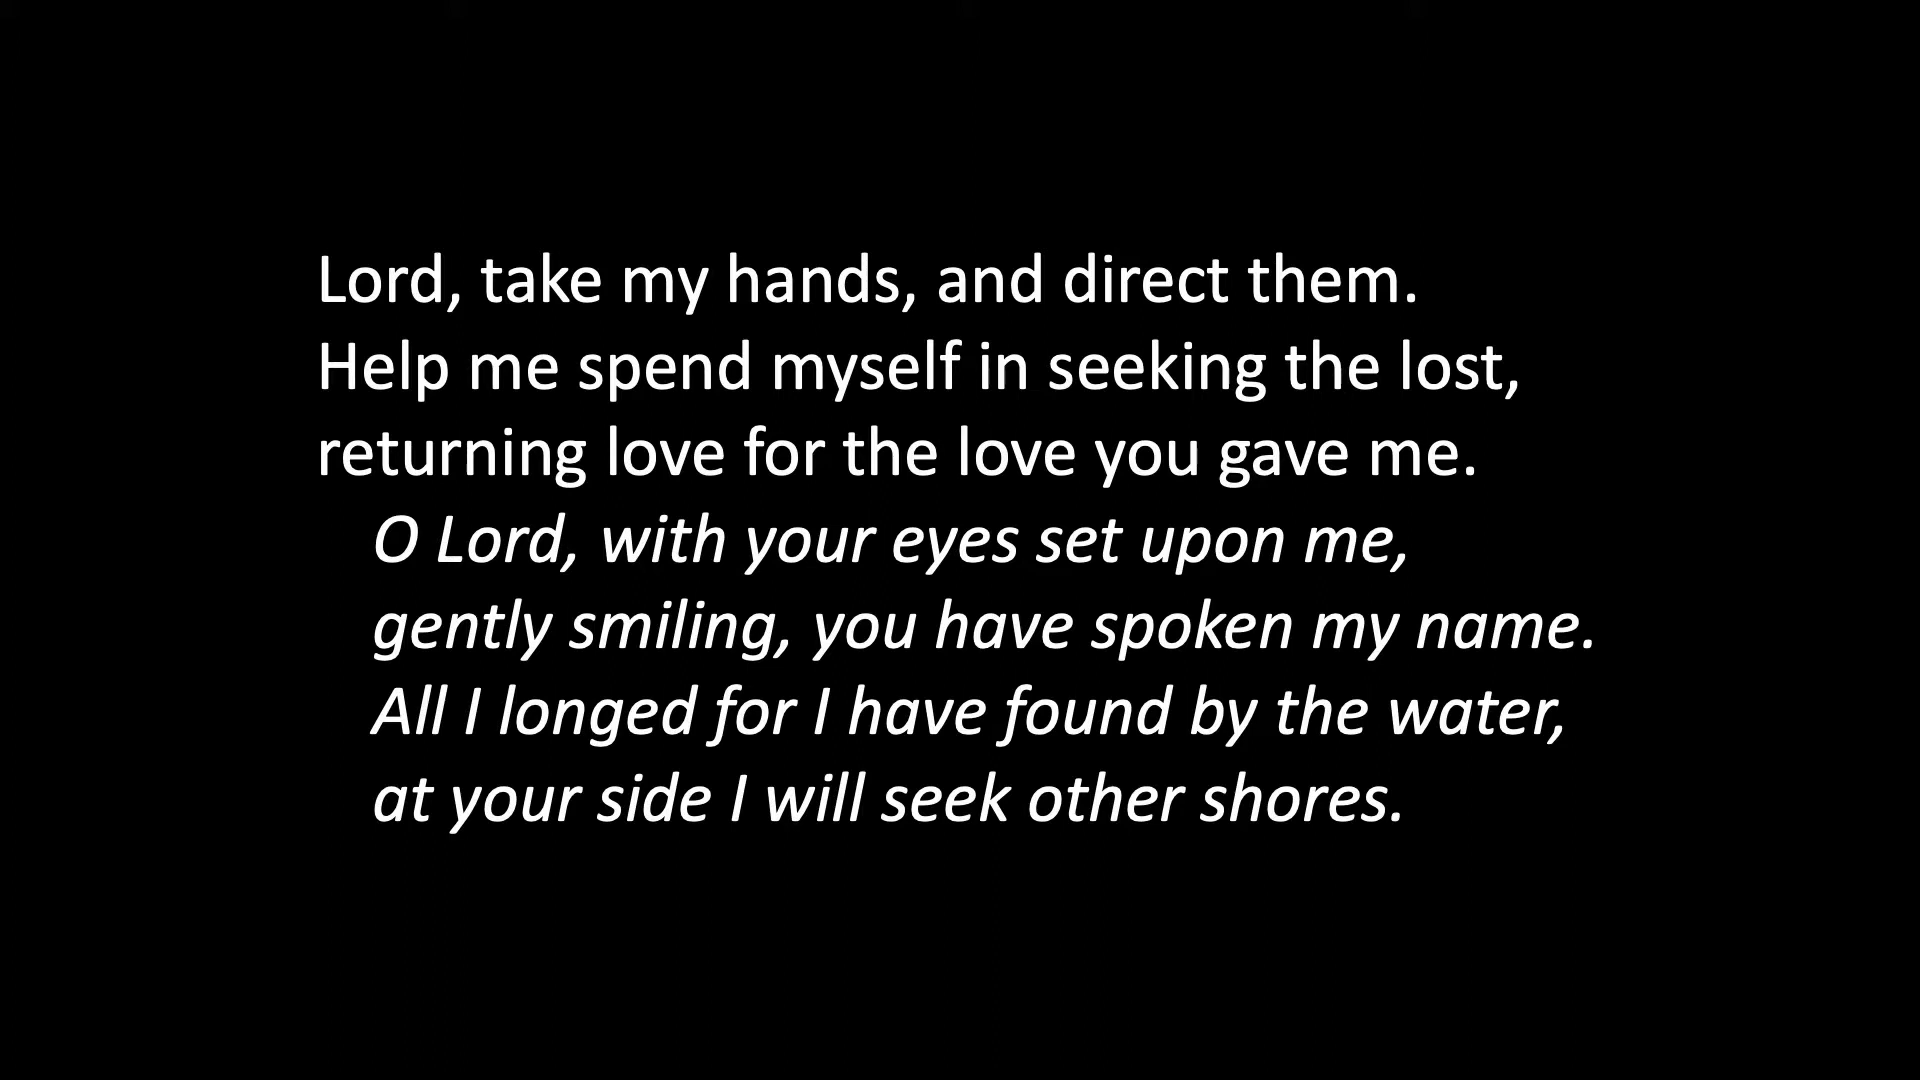 Lord, take my hands, and direct them.
Help me spend myself in seeking the lost,
returning love for the love you gave me.
O Lord, with your eyes set upon me,
gently smiling, you have spoken my name.
All I longed for I have found by the water,
at your side I will seek other shores.